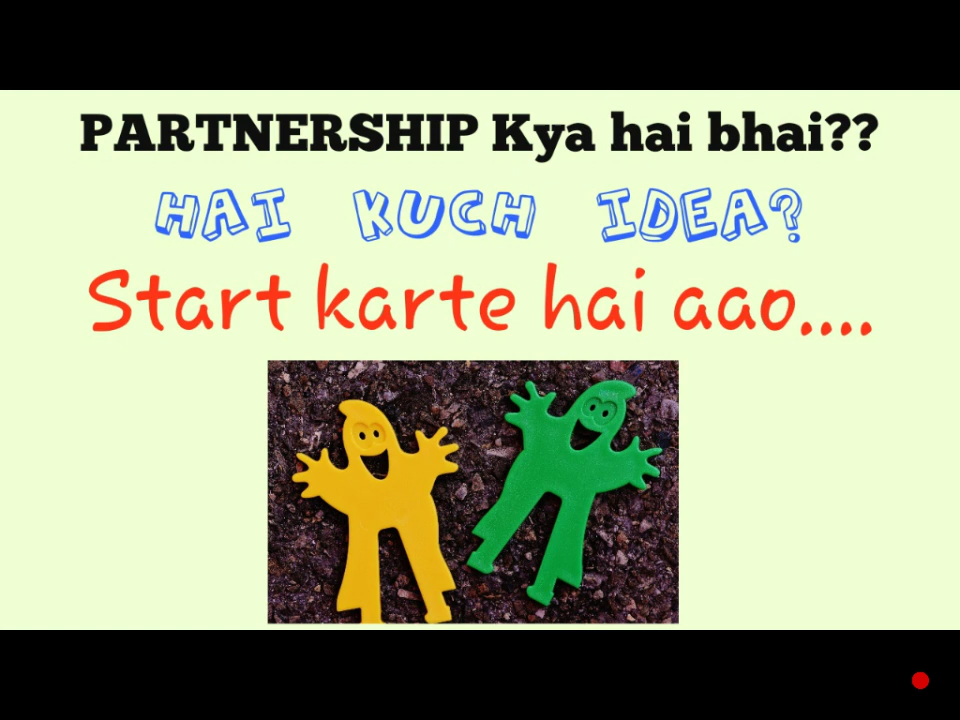 PARTNERSHIP Kya hai bhai??
HAI KUCH IDEA?
Start karte hai aao....